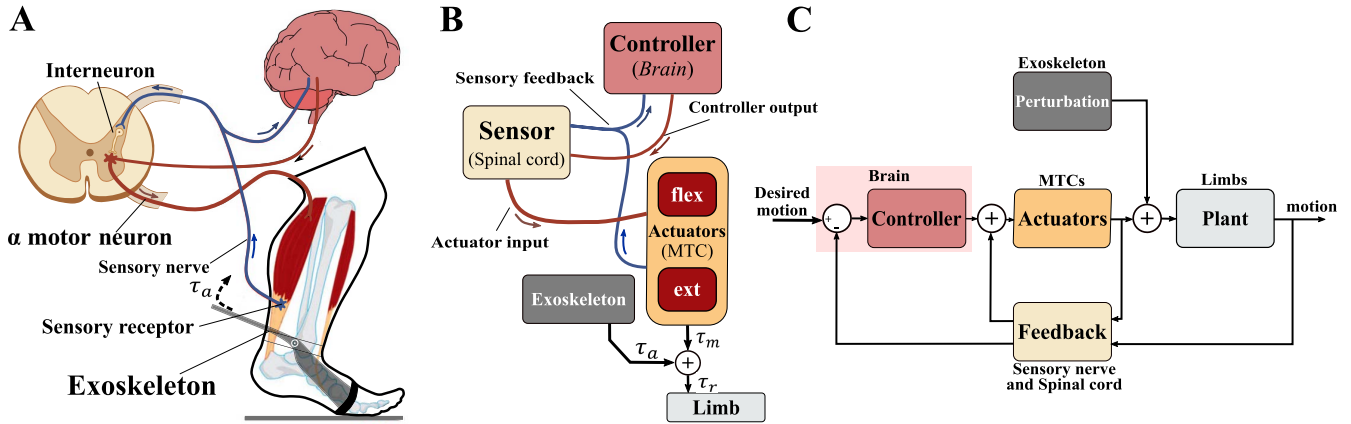 A
Interneuron
α motor neuron
Sensory nerve
τₐ
Sensory receptor
Exoskeleton
B
Controller
(Brain)
Sensory feedback
Controller output
Sensor
(Spinal cord)
flex
Actuators
(MTC)
ext
Actuator input
Exoskeleton
τₘ
τₐ
+
τᵣ
Limb
C
Exoskeleton
Perturbation
Brain
MTCs
Limbs
Desired
motion
+
-
Controller
+
Actuators
+
Plant
motion
Feedback
Sensory nerve
and Spinal cord